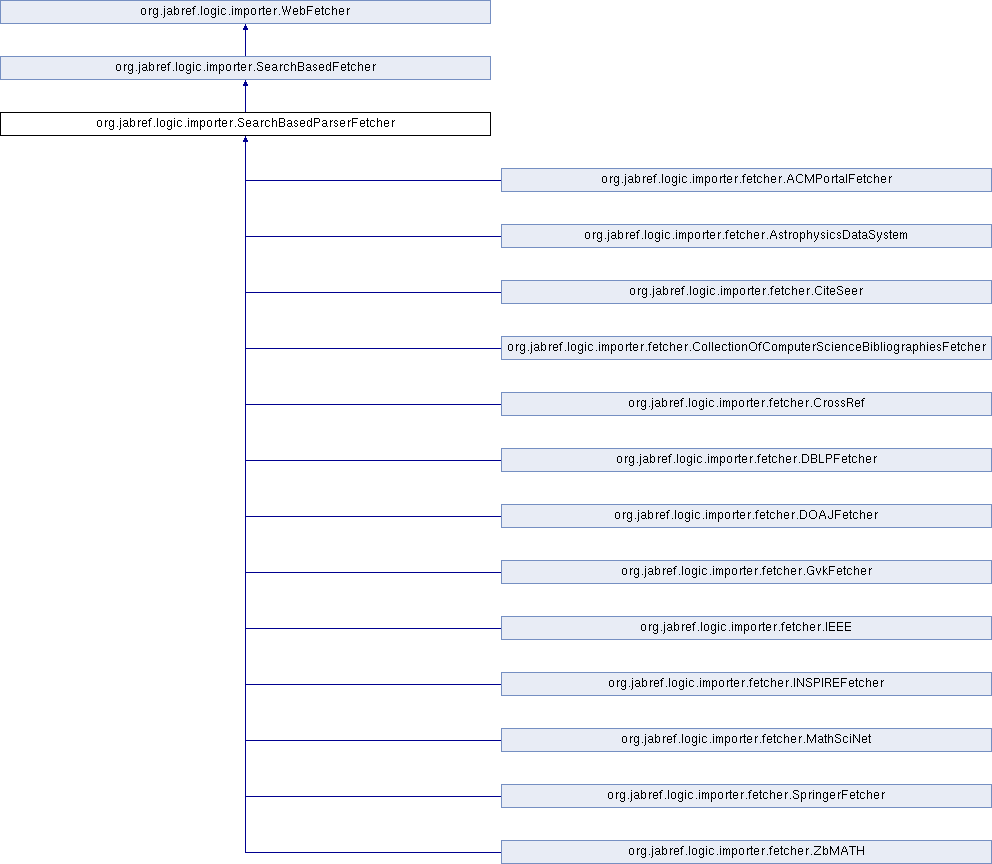 org.jabref.logic.importer.WebFetcher
org.jabref.logic.importer.SearchBasedFetcher
org.jabref.logic.importer.SearchBasedParserFetcher
org.jabref.logic.importer.fetcher.ACMPortalFetcher
org.jabref.logic.importer.fetcher.AstrophysicsDataSystem
org.jabref.logic.importer.fetcher.CiteSeer
org.jabref.logic.importer.fetcher.CollectionOfComputerScienceBibliographiesFetcher
org.jabref.logic.importer.fetcher.CrossRef
org.jabref.logic.importer.fetcher.DBLPFetcher
org.jabref.logic.importer.fetcher.DOAJFetcher
org.jabref.logic.importer.fetcher.GvkFetcher
org.jabref.logic.importer.fetcher.IEEE
org.jabref.logic.importer.fetcher.INSPIREFetcher
org.jabref.logic.importer.fetcher.MathSciNet
org.jabref.logic.importer.fetcher.SpringerFetcher
org.jabref.logic.importer.fetcher.ZbMATH